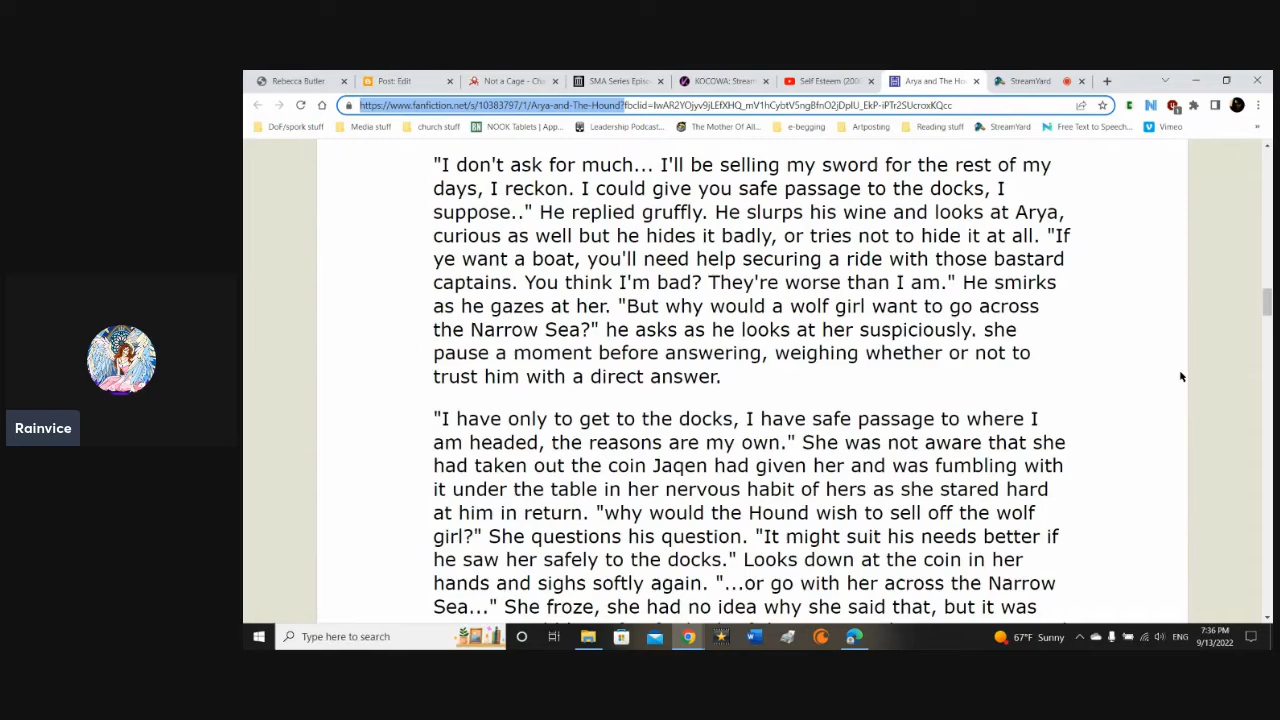 Rebecca Butler
Post: Edit
Not a Cage - Cha
SMA Series Episo
KOCOWA: Stream
Self Esteem (200
Arya and The Ho
StreamYard
https://www.fanfiction.net/s/10383797/1/Arya-and-The-Hound?
DoF/spork stuff
Media stuff
church stuff
NOOK Tablets | App...
Leadership Podcast...
The Mother Of All...
e-begging
Artposting
Reading stuff
StreamYard
Free Text to Speech...
Vimeo
"I don't ask for much... I'll be selling my sword for the rest of my
days, I reckon. I could give you safe passage to the docks, I
suppose.." He replied gruffly. He slurps his wine and looks at Arya,
curious as well but he hides it badly, or tries not to hide it at all. "If
ye want a boat, you'll need help securing a ride with those bastard
captains. You think I'm bad? They're worse than I am." He smirks
as he gazes at her. "But why would a wolf girl want to go across
the Narrow Sea?" he asks as he looks at her suspiciously. she
pause a moment before answering, weighing whether or not to
trust him with a direct answer.
"I have only to get to the docks, I have safe passage to where I
am headed, the reasons are my own." She was not aware that she
had taken out the coin Jaqen had given her and was fumbling with
it under the table in her nervous habit of hers as she stared hard
at him in return. "why would the Hound wish to sell off the wolf
girl?" She questions his question. "It might suit his needs better if
he saw her safely to the docks." Looks down at the coin in her
hands and sighs softly again. "...or go with her across the Narrow
Sea..." She froze, she had no idea why she said that, but it was
Rainvice
Type here to search
67°F Sunny
ENG
7:36 PM
9/13/2022